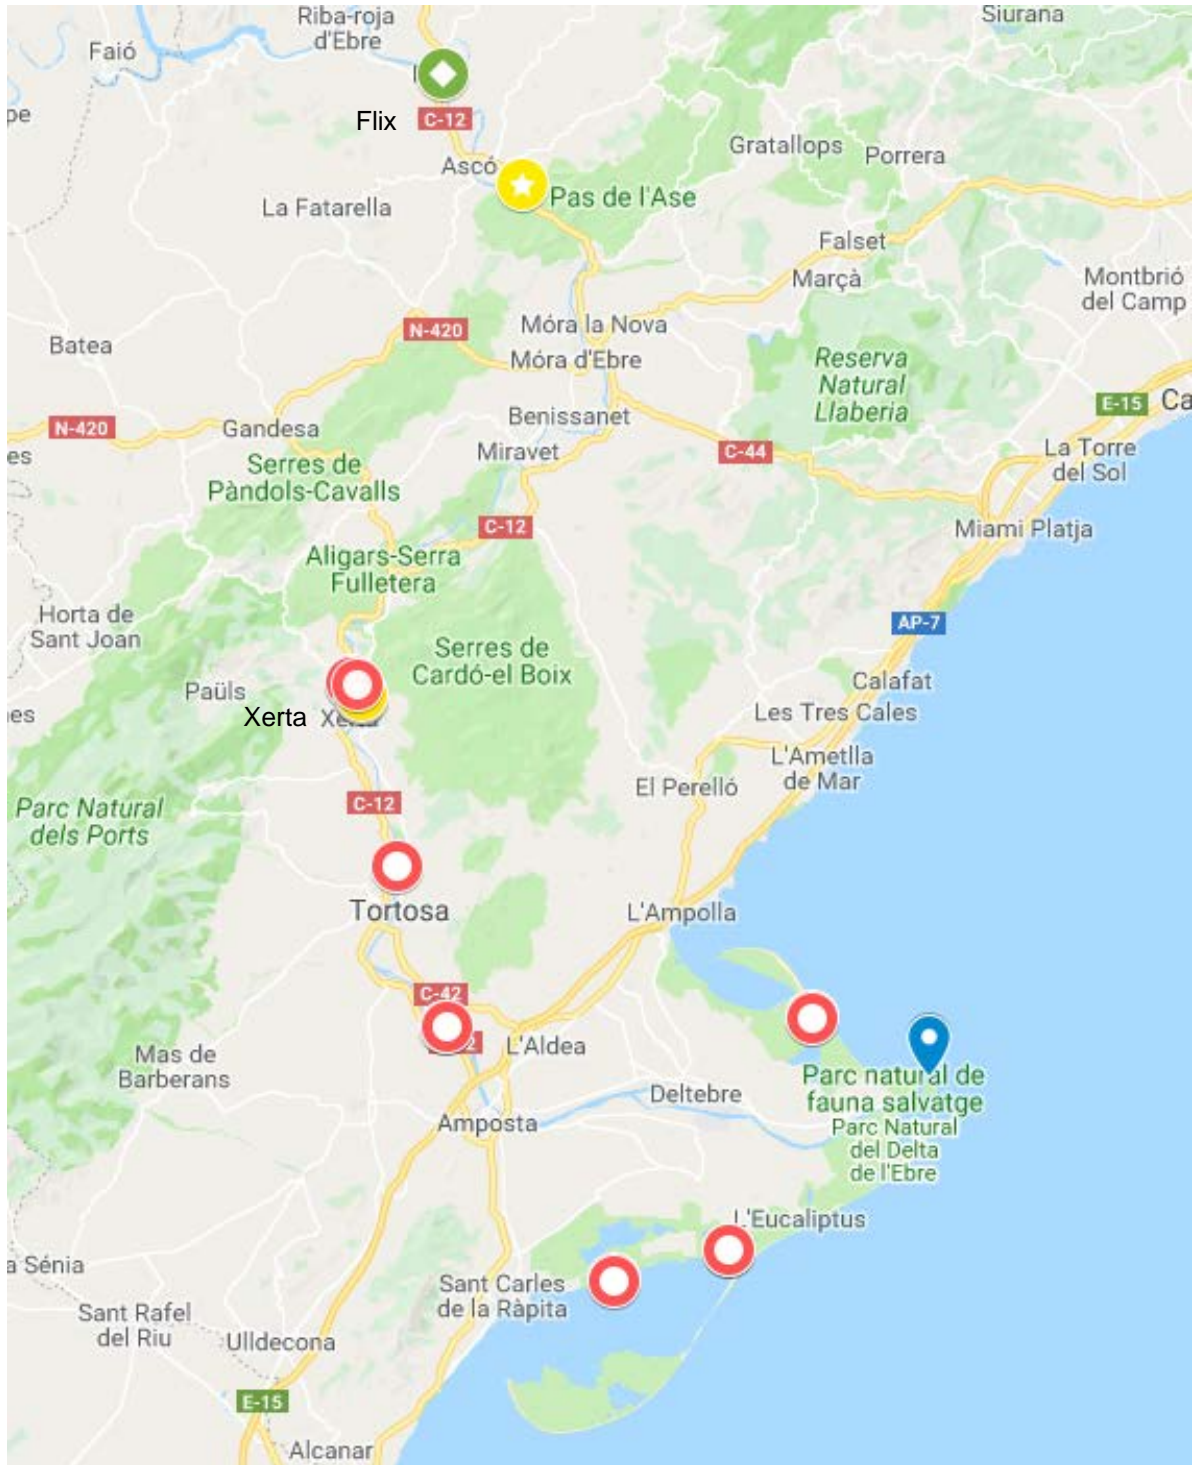 Riba-roja
d'Ebre
Siurana
Faió
pe
Flix
C-12
Ascó
Pas de l'Ase
Gratallops
Porrera
La Fatarella
Falset
Marçà
Montbrió
del Camp
N-420
Móra la Nova
Batea
Móra d'Ebre
Reserva
Natural
Llaberia
E-15
Ca
Benissanet
N-420
Gandesa
Miravet
C-44
La Torre
del Sol
es
Serres de
Pàndols-Cavalls
C-12
Miami Platja
Aligars-Serra
Fulletera
Horta de
Sant Joan
AP-7
Serres de
Cardó-el Boix
Paüls
Calafat
es
Xerta
Xerta
Les Tres Cales
L'Ametlla
de Mar
El Perelló
C-12
Parc Natural
dels Ports
Tortosa
L'Ampolla
C-42
L'Aldea
Mas de
Barberans
Deltebre
Parc natural de
fauna salvatge
Parc Natural
del Delta
de l'Ebre
Amposta
L'Eucaliptus
a Sénia
Sant Carles
de la Ràpita
Sant Rafel
del Riu
Ulldecona
E-15
Alcanar